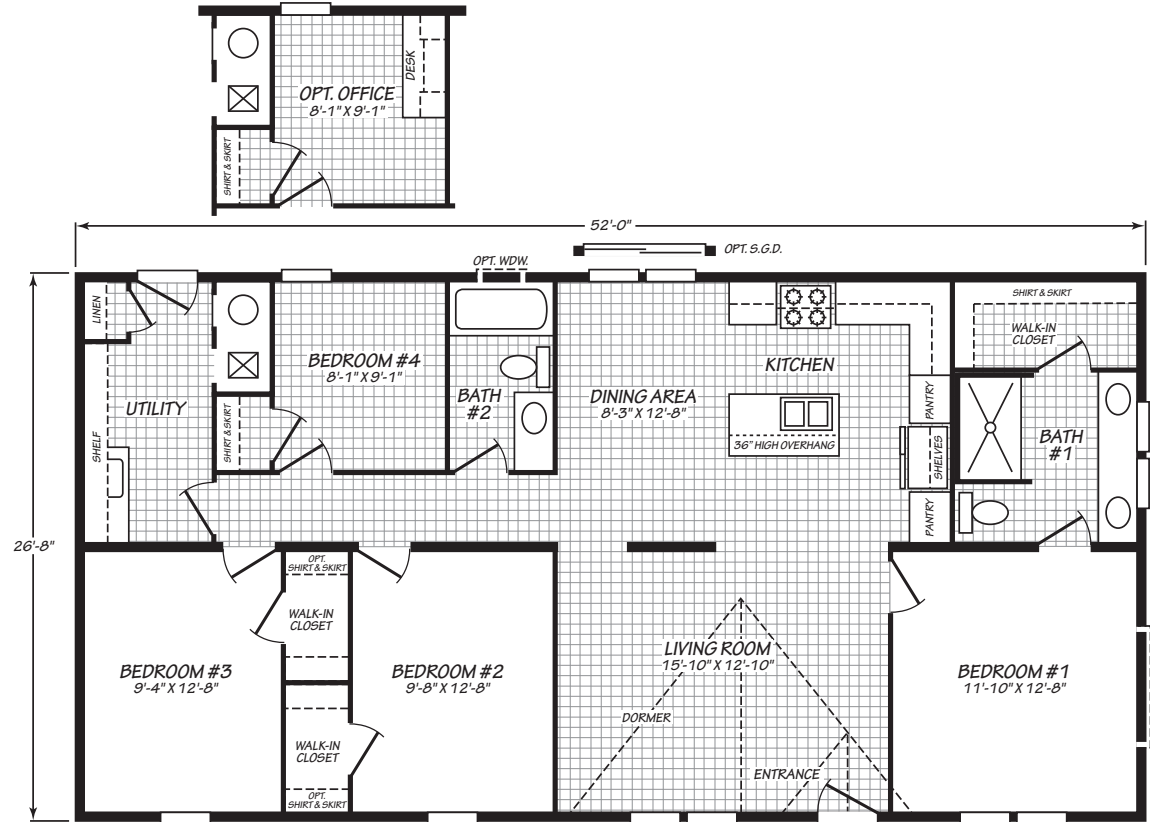 DESK
OPT. OFFICE
8'-1" X 9'-1"
SHIRT & SKIRT
52'-0"
OPT. S.G.D.
OPT. WDW.
LINEN
SHIRT & SKIRT
WALK-IN
CLOSET
BEDROOM #4
8'-1" X 9'-1"
KITCHEN
UTILITY
BATH
#2
DINING AREA
8'-3" X 12'-8"
PANTRY
SHELF
SHIRT & SKIRT
36" HIGH OVERHANG
SHELVES
BATH
#1
PANTRY
26'-8"
OPT.
SHIRT & SKIRT
WALK-IN
CLOSET
BEDROOM #3
9'-4" X 12'-8"
BEDROOM #2
9'-8" X 12'-8"
LIVING ROOM
15'-10" X 12'-10"
BEDROOM #1
11'-10" X 12'-8"
DORMER
WALK-IN
CLOSET
ENTRANCE
OPT.
SHIRT & SKIRT